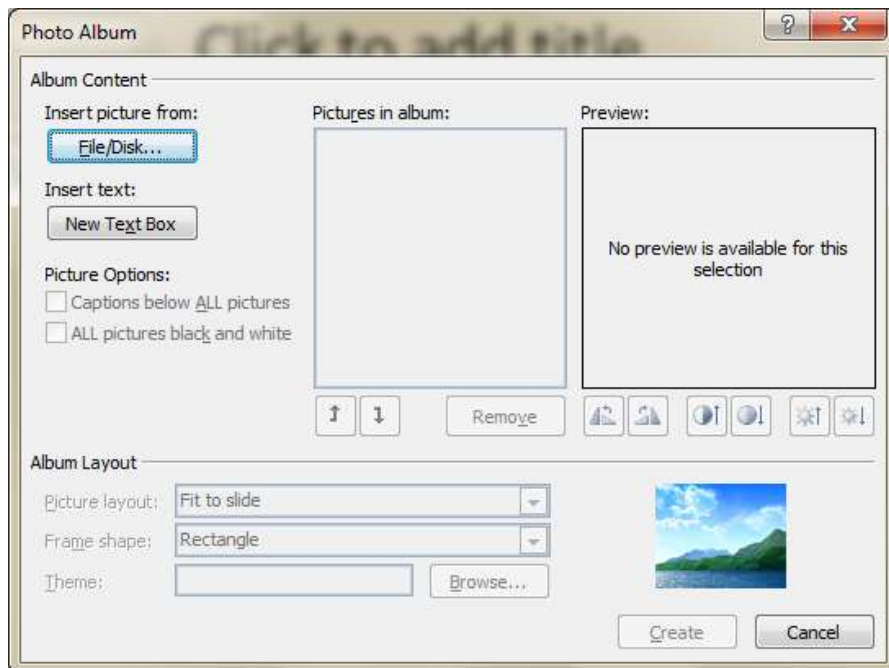 Click to add title
Photo Album
Album Content
Insert picture from:
File/Disk...
Insert text:
New Text Box
Picture Options:
Captions below ALL pictures
ALL pictures black and white
Pictures in album:
Remove
Preview:
No preview is available for this
selection
Album Layout
Picture layout: Fit to slide
Frame shape: Rectangle
Theme:
Browse...
Create
Cancel